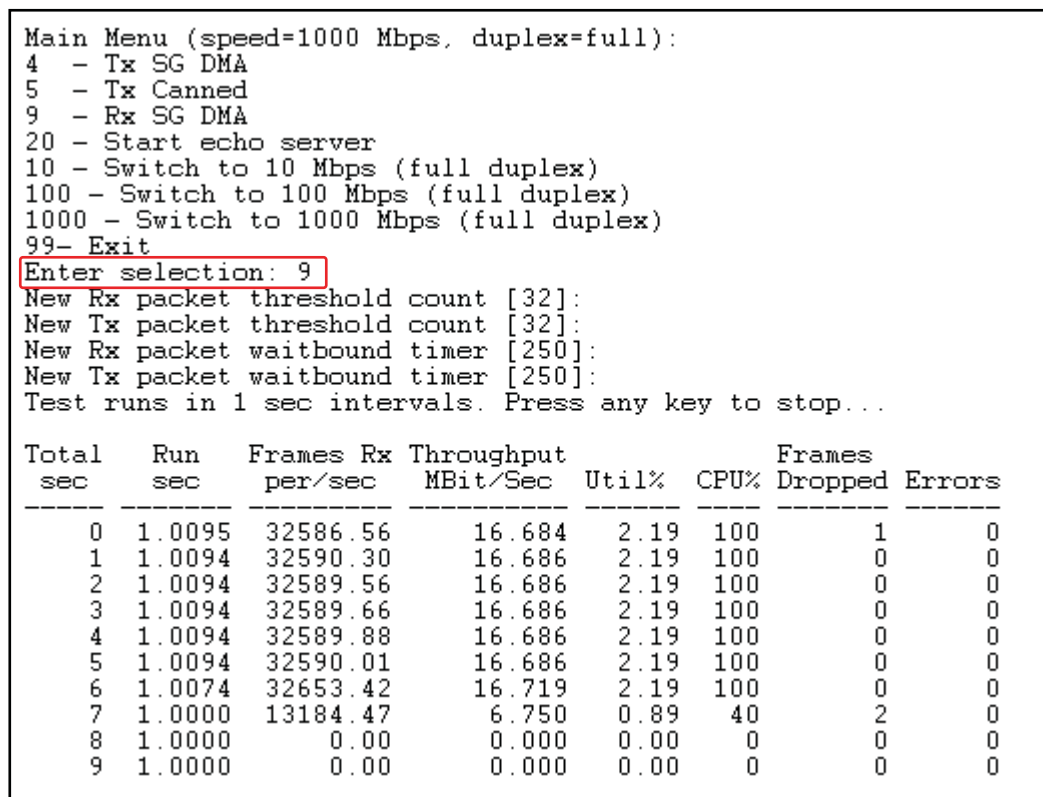 Main Menu (speed=1000 Mbps, duplex=full):
4 - Tx SG DMA
5 - Tx Canned
9 - Rx SG DMA
20 - Start echo server
10 - Switch to 10 Mbps (full duplex)
100 - Switch to 100 Mbps (full duplex)
1000 - Switch to 1000 Mbps (full duplex)
99- Exit
Enter selection: 9
New Rx packet threshold count [32]:
New Tx packet threshold count [32]:
New Rx packet waitbound timer [250]:
New Tx packet waitbound timer [250]:
Test runs in 1 sec intervals. Press any key to stop...
Total Run Frames Rx Throughput Frames
sec sec per/sec MBit/Sec Util% CPU% Dropped Errors
----- ------- --------- ---------- ------ ---- ------- ------
0 1.0095 32586.56 16.684 2.19 100 1 0
1 1.0094 32590.30 16.686 2.19 100 0 0
2 1.0094 32589.56 16.686 2.19 100 0 0
3 1.0094 32589.66 16.686 2.19 100 0 0
4 1.0094 32589.88 16.686 2.19 100 0 0
5 1.0094 32590.01 16.686 2.19 100 0 0
6 1.0074 32653.42 16.719 2.19 100 0 0
7 1.0000 13184.47 6.750 0.89 40 2 0
8 1.0000 0.00 0.000 0.00 0 0 0
9 1.0000 0.00 0.000 0.00 0 0 0